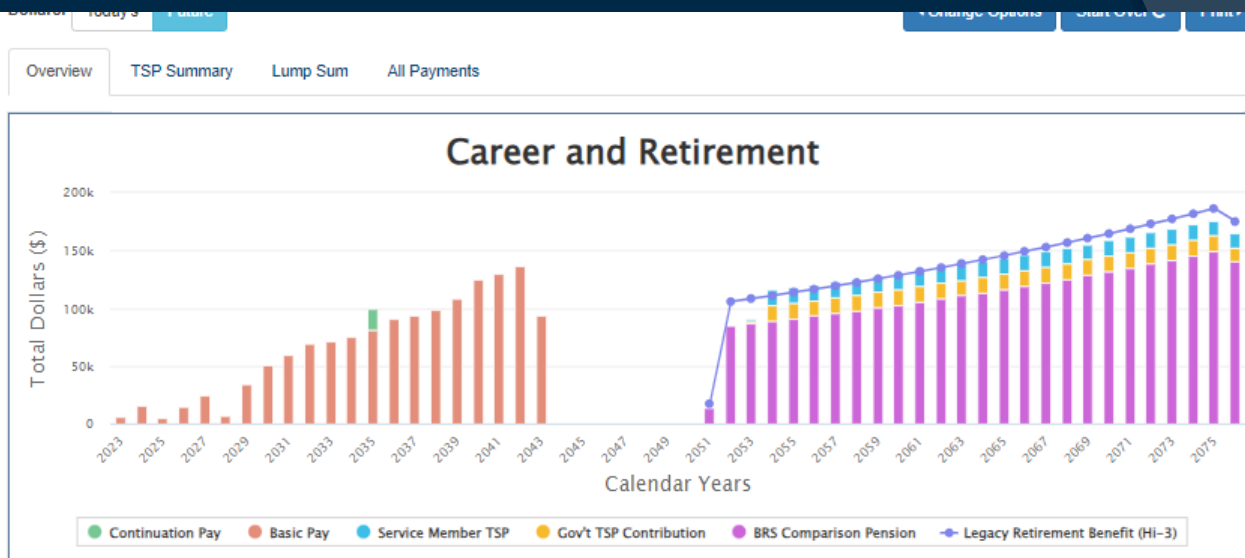 Today's Future Change Options Start Over Print
Overview TSP Summary Lump Sum All Payments
Career and Retirement
Total Dollars ($)
200k
150k
100k
50k
0
2023 2025 2027 2029 2031 2033 2035 2037 2039 2041 2043 2045 2047 2049 2051 2053 2055 2057 2059 2061 2063 2065 2067 2069 2071 2073 2075
Calendar Years
Continuation Pay Basic Pay Service Member TSP Gov't TSP Contribution BRS Comparison Pension Legacy Retirement Benefit (Hi-3)